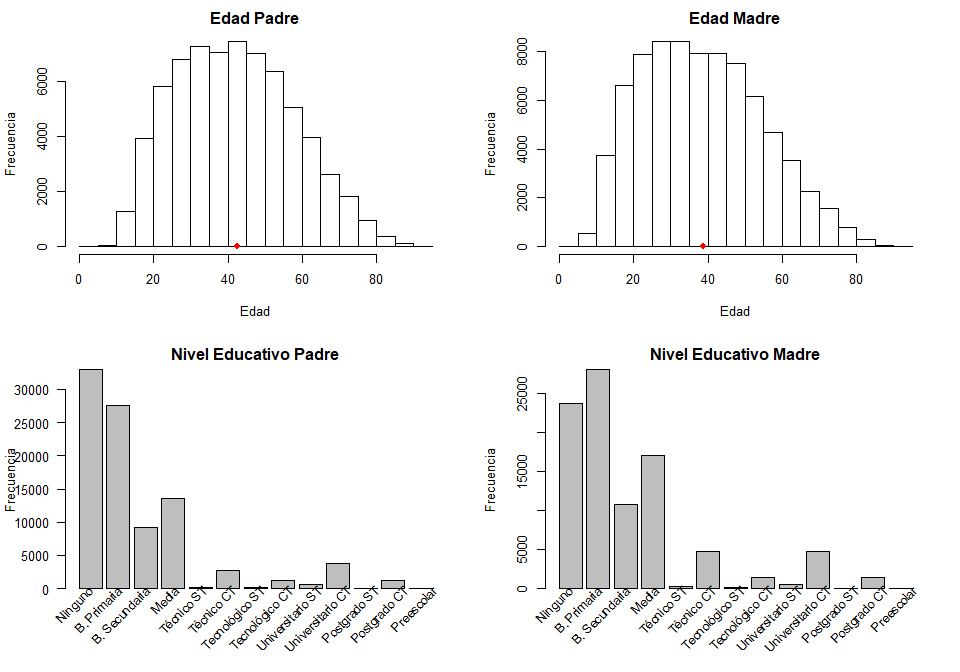 Edad Padre
Frecuencia
0 2000 4000 6000
0 20 40 60 80
Edad
Edad Madre
Frecuencia
0 2000 4000 6000 8000
0 20 40 60 80
Edad
Nivel Educativo Padre
Frecuencia
30000
25000
20000
15000
10000
5000
0
Ninguno
B. Primaria
B. Secundaria
Media
Técnico ST
Técnico CT
Tecnológico ST
Tecnológico CT
Universitario ST
Universitario CT
Postgrado ST
Postgrado CT
Preescolar
Nivel Educativo Madre
Frecuencia
0 5000 15000 25000
Ninguno
B. Primaria
B. Secundaria
Media
Técnico ST
Técnico CT
Tecnológico ST
Tecnológico CT
Universitario ST
Universitario CT
Postgrado ST
Postgrado CT
Preescolar